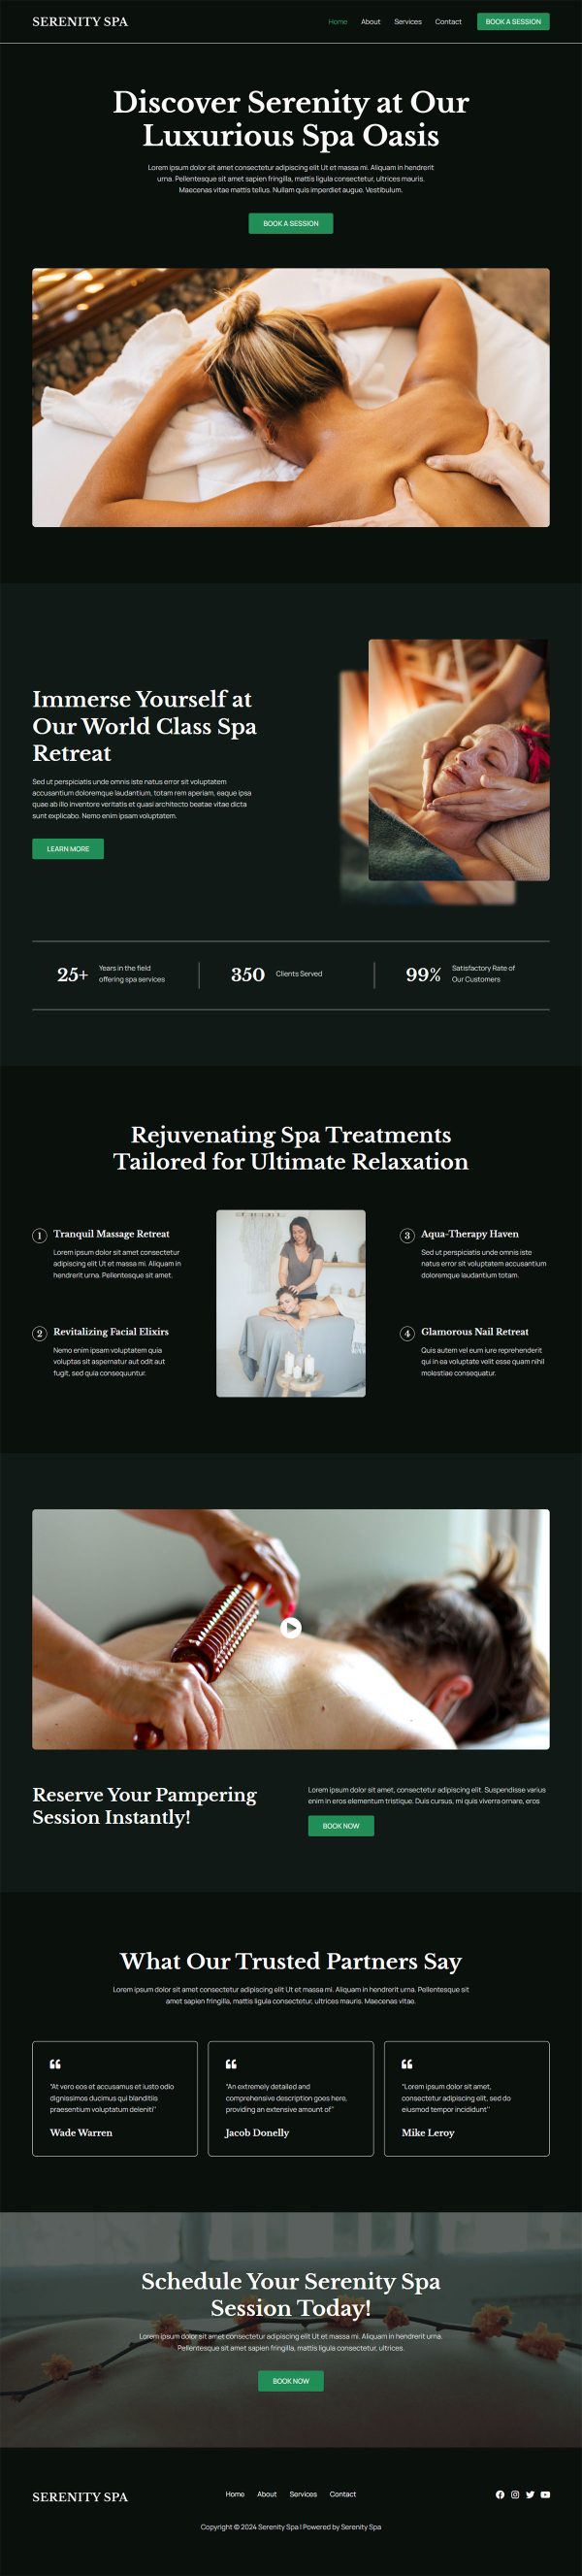 SERENITY SPA
Home About Services Contact BOOK A SESSION
Discover Serenity at Our
Luxurious Spa Oasis
Lorem ipsum dolor sit amet consectetur adipiscing elit Ut et massa mi. Aliquam in hendrerit
urna. Pellentesque sit amet sapien fringilla, mattis ligula consectetur, ultrices mauris.
Maecenas vitae mattis tellus. Nullam quis imperdiet augue. Vestibulum.
BOOK A SESSION
Immerse Yourself at
Our World Class Spa
Retreat
Sed ut perspiciatis unde omnis iste natus error sit voluptatem
accusantium doloremque laudantium, totam rem aperiam, eaque ipsa
quae ab illo inventore veritatis et quasi architecto beatae vitae dicta
sunt explicabo. Nemo enim ipsam voluptatem.
LEARN MORE
25+
Years in the field
offering spa services
350
Clients Served
99%
Satisfactory Rate of
Our Customers
Rejuvenating Spa Treatments
Tailored for Ultimate Relaxation
1 Tranquil Massage Retreat
Lorem ipsum dolor sit amet consectetur
adipiscing elit Ut et massa mi. Aliquam in
hendrerit urna. Pellentesque sit amet.
2 Revitalizing Facial Elixirs
Nemo enim ipsam voluptatem quia
voluptas sit aspernatur aut odit aut
fugit, sed quia consequuntur.
3 Aqua-Therapy Haven
Sed ut perspiciatis unde omnis iste
natus error sit voluptatem accusantium
doloremque laudantium totam.
4 Glamorous Nail Retreat
Quis autem vel eum iure reprehenderit
qui in ea voluptate velit esse quam nihil
molestiae consequatur.
Reserve Your Pampering
Session Instantly!
Lorem ipsum dolor sit amet, consectetur adipiscing elit. Suspendisse varius
enim in eros elementum tristique. Duis cursus, mi quis viverra ornare, eros
BOOK NOW
What Our Trusted Partners Say
Lorem ipsum dolor sit amet consectetur adipiscing elit Ut et massa mi. Aliquam in hendrerit urna. Pellentesque sit
amet sapien fringilla, mattis ligula consectetur, ultrices mauris. Maecenas vitae.
"At vero eos et accusamus et iusto odio
dignissimos ducimus qui blanditiis
praesentium voluptatum deleniti"
Wade Warren
"An extremely detailed and
comprehensive description goes here,
providing an extensive amount of"
Jacob Donelly
"Lorem ipsum dolor sit amet,
consectetur adipiscing elit, sed do
eiusmod tempor incididunt"
Mike Leroy
Schedule Your Serenity Spa
Session Today!
Lorem ipsum dolor sit amet consectetur adipiscing elit Ut et massa mi. Aliquam in hendrerit urna.
Pellentesque sit amet sapien fringilla, mattis ligula consectetur, ultrices.
BOOK NOW
SERENITY SPA
Home About Services Contact
Copyright © 2024 Serenity Spa | Powered by Serenity Spa